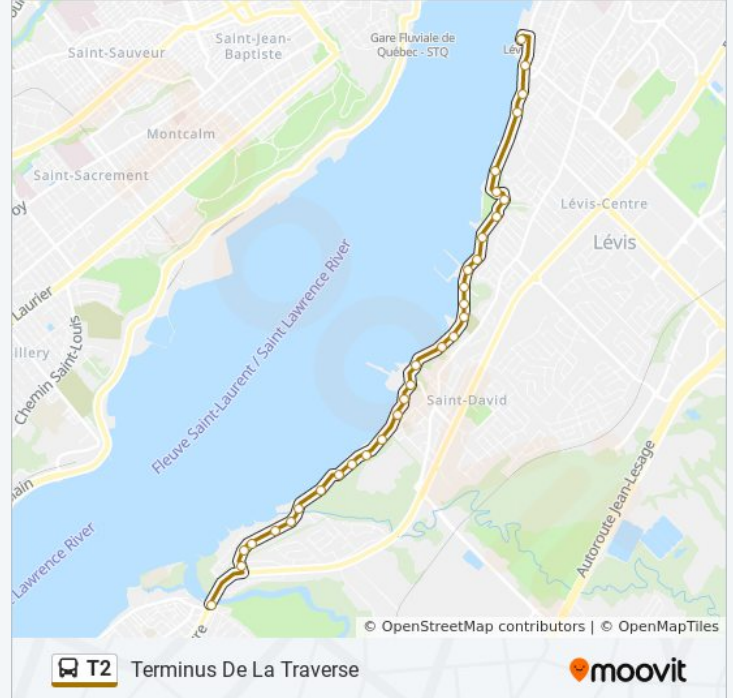 Saint-Sauveur
Saint-Jean-
Baptiste
Gare Fluviale de
Québec - STQ
Lév
Montcalm
Saint-Sacrement
oy
Lévis-Centre
Lévis
Laurier
Fleuve Saint-Laurent / Saint Lawrence River
illery
Chemin Saint-Louis
Saint-David
ain
Autoroute Jean-Lesage
Lawrence River
re
© OpenStreetMap contributors | © OpenMapTiles
T2 Terminus De La Traverse
moovit